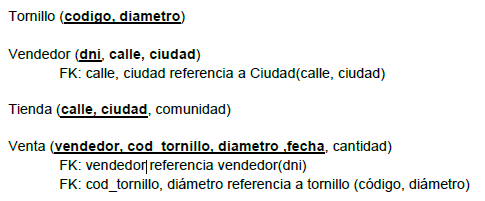 Tornillo (codigo, diametro)
Vendedor (dni, calle, ciudad)
FK: calle, ciudad referencia a Ciudad(calle, ciudad)
Tienda (calle, ciudad, comunidad)
Venta (vendedor, cod_tornillo, diametro ,fecha, cantidad)
FK: vendedor referencia vendedor(dni)
FK: cod_tornillo, diámetro referencia a tornillo (código, diámetro)